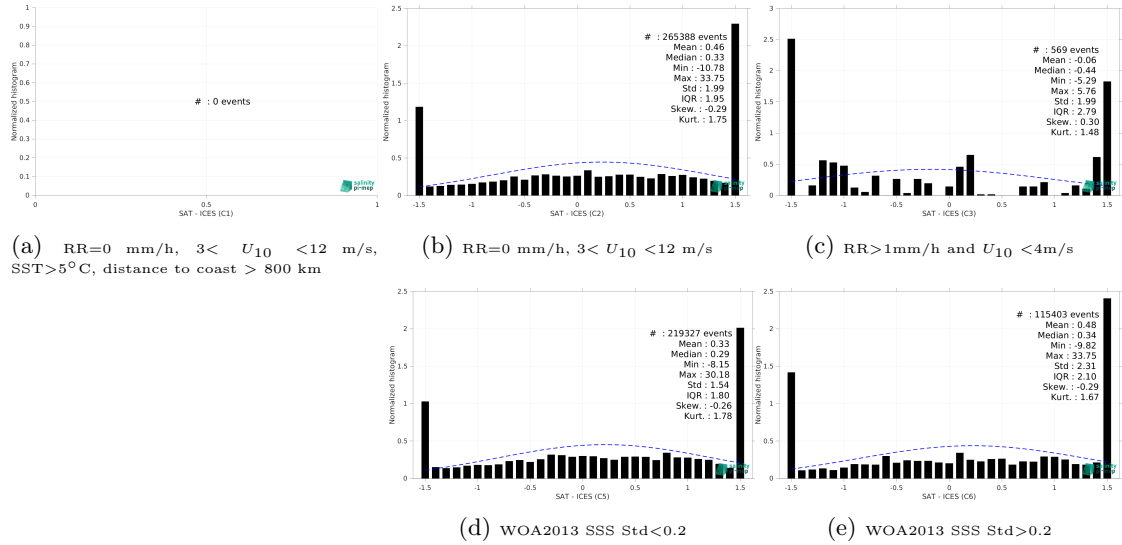 1
0.9
0.8
0.7
0.6
0.5
0.4
0.3
0.2
0.1
0
Normalized histogram
# : 0 events
salinity
pi-mep
0
0.5
1
SAT - ICES (C1)
(a) RR=0 mm/h, 3< U10 <12 m/s,
SST>5°C, distance to coast > 800 km
2.5
2
1.5
1
0.5
0
Normalized histogram
# : 265388 events
Mean : 0.46
Median : 0.33
Min : -10.78
Max : 33.75
Std : 1.99
IQR : 1.95
Skew. : -0.29
Kurt. : 1.75
-1.5
-1
-0.5
0
0.5
1
1.5
SAT - ICES (C2)
(b) RR=0 mm/h, 3< U10 <12 m/s
3
2.5
2
1.5
1
0.5
0
Normalized histogram
# : 569 events
Mean : -0.06
Median : -0.44
Min : -5.29
Max : 5.76
Std : 1.99
IQR : 2.79
Skew. : 0.30
Kurt. : 1.48
-1.5
-1
-0.5
0
0.5
1
1.5
SAT - ICES (C3)
(c) RR>1mm/h and U10 <4m/s
2.5
2
1.5
1
0.5
0
Normalized histogram
# : 219327 events
Mean : 0.33
Median : 0.29
Min : -8.15
Max : 30.18
Std : 1.54
IQR : 1.80
Skew. : -0.26
Kurt. : 1.78
-1.5
-1
-0.5
0
0.5
1
1.5
SAT - ICES (C5)
(d) WOA2013 SSS Std<0.2
2.5
2
1.5
1
0.5
0
Normalized histogram
# : 115403 events
Mean : 0.48
Median : 0.34
Min : -9.82
Max : 33.75
Std : 2.31
IQR : 2.10
Skew. : -0.29
Kurt. : 1.67
-1.5
-1
-0.5
0
0.5
1
1.5
SAT - ICES (C6)
(e) WOA2013 SSS Std>0.2